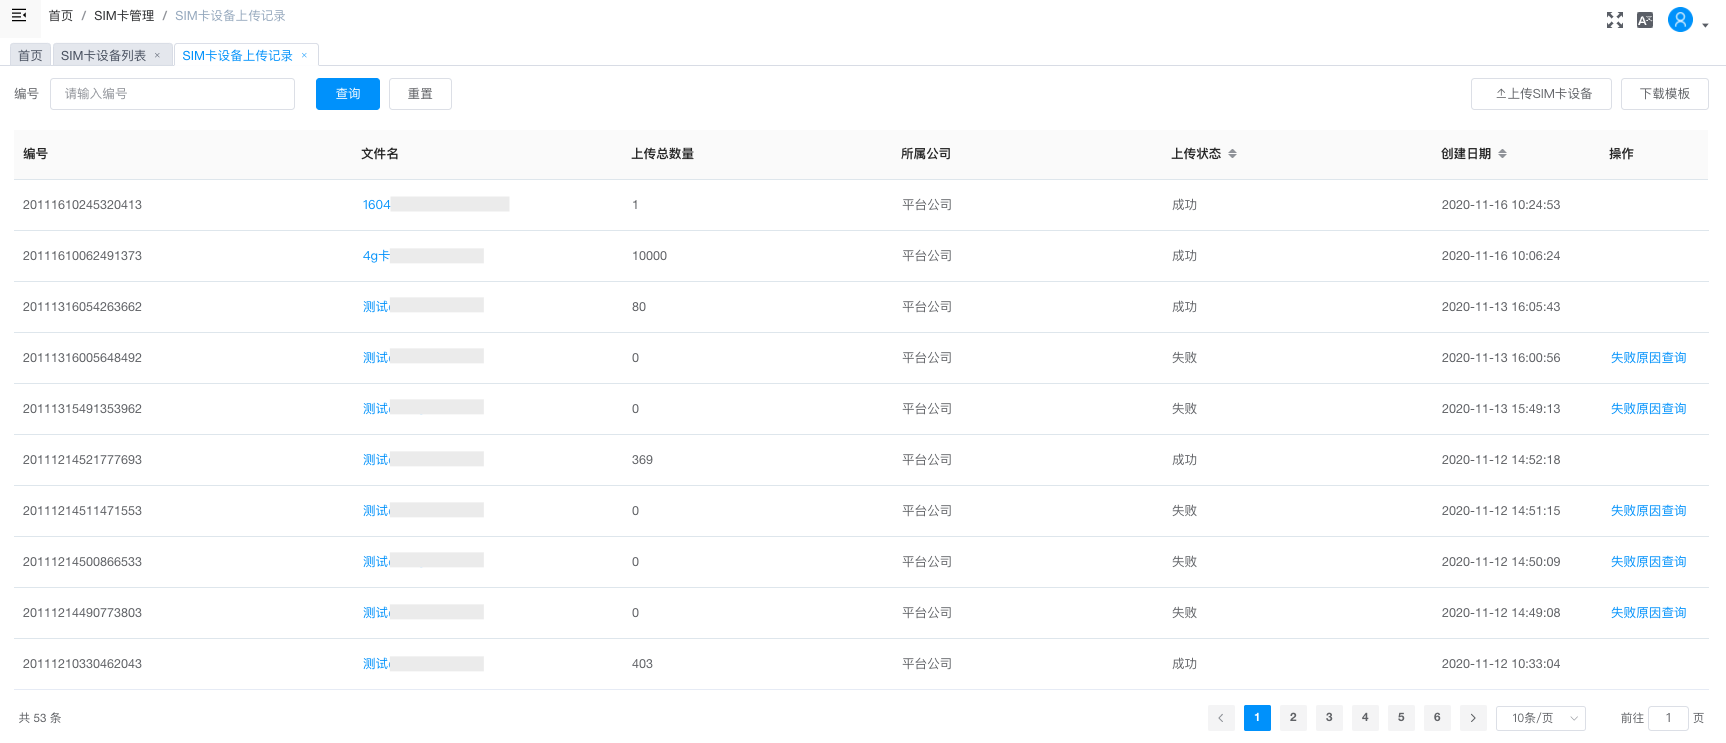 首页 / SIM卡管理 / SIM卡设备上传记录
首页 SIM卡设备列表 × SIM卡设备上传记录 ×
编号 请输入编号 查询 重置 上传SIM卡设备 下载模板
编号 文件名 上传总数量 所属公司 上传状态 创建日期 操作
20111610245320413 1604 1 平台公司 成功 2020-11-16 10:24:53
20111610062491373 4g卡 10000 平台公司 成功 2020-11-16 10:06:24
20111316054263662 测试 80 平台公司 成功 2020-11-13 16:05:43
20111316005648492 测试 0 平台公司 失败 2020-11-13 16:00:56 失败原因查询
20111315491353962 测试 0 平台公司 失败 2020-11-13 15:49:13 失败原因查询
20111214521777693 测试 369 平台公司 成功 2020-11-12 14:52:18
20111214511471553 测试 0 平台公司 失败 2020-11-12 14:51:15 失败原因查询
20111214500866533 测试 0 平台公司 失败 2020-11-12 14:50:09 失败原因查询
20111214490773803 测试 0 平台公司 失败 2020-11-12 14:49:08 失败原因查询
20111210330462043 测试 403 平台公司 成功 2020-11-12 10:33:04
共 53 条 1 2 3 4 5 6 10条/页 前往 1 页